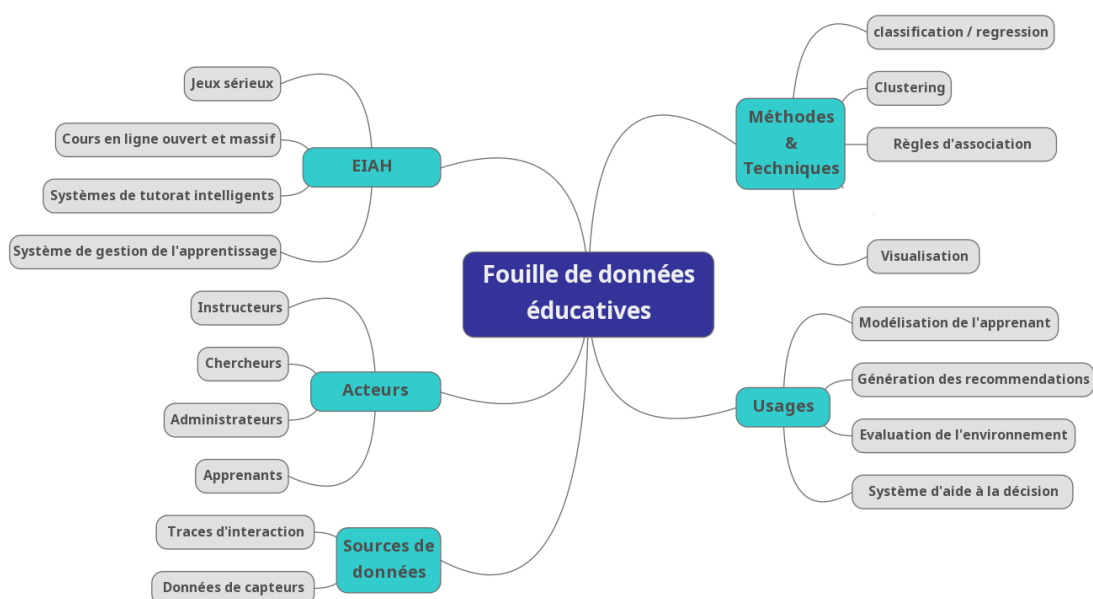 Fouille de données
éducatives
EIAH
Jeux sérieux
Cours en ligne ouvert et massif
Systèmes de tutorat intelligents
Système de gestion de l'apprentissage
Acteurs
Instructeurs
Chercheurs
Administrateurs
Apprenants
Sources de
données
Traces d'interaction
Données de capteurs
Méthodes
&
Techniques
classification / regression
Clustering
Règles d'association
Visualisation
Usages
Modélisation de l'apprenant
Génération des recommendations
Evaluation de l'environnement
Système d'aide à la décision